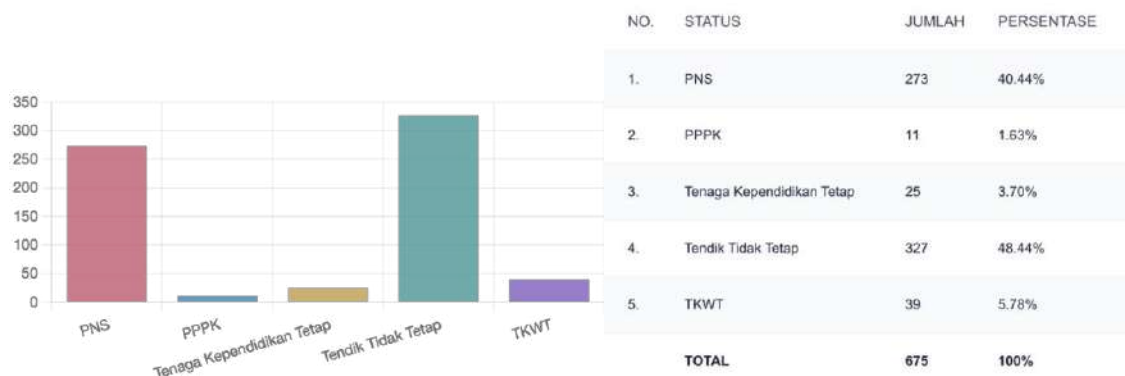 350
300
250
200
150
100
50
0
PNS
PPPK
Tenaga Kependidikan Tetap
Tendik Tidak Tetap
TKWT
NO. STATUS JUMLAH PERSENTASE
1. PNS 273 40.44%
2. PPPK 11 1.63%
3. Tenaga Kependidikan Tetap 25 3.70%
4. Tendik Tidak Tetap 327 48.44%
5. TKWT 39 5.78%
TOTAL 675 100%